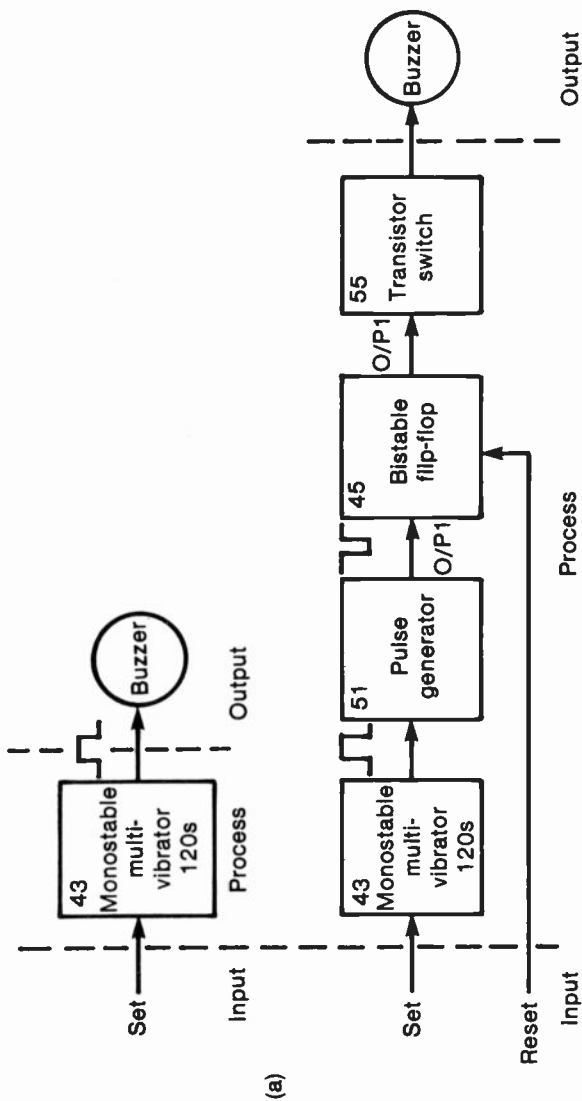 (a)
Set
43
Monostable
multi-
vibrator
120s
Buzzer
Input
Process
Output
Set
43
Monostable
multi-
vibrator
120s
51
Pulse
generator
O/P1
45
Bistable
filp-flop
O/P1
55
Transistor
switch
Buzzer
Reset
Input
Process
Output